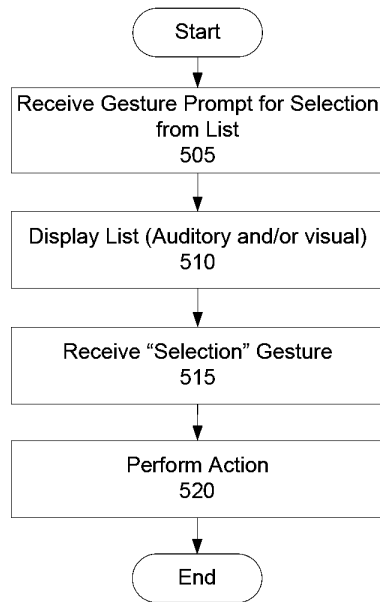 Start
Receive Gesture Prompt for Selection
from List
505
Display List (Auditory and/or visual)
510
Receive “Selection” Gesture
515
Perform Action
520
End